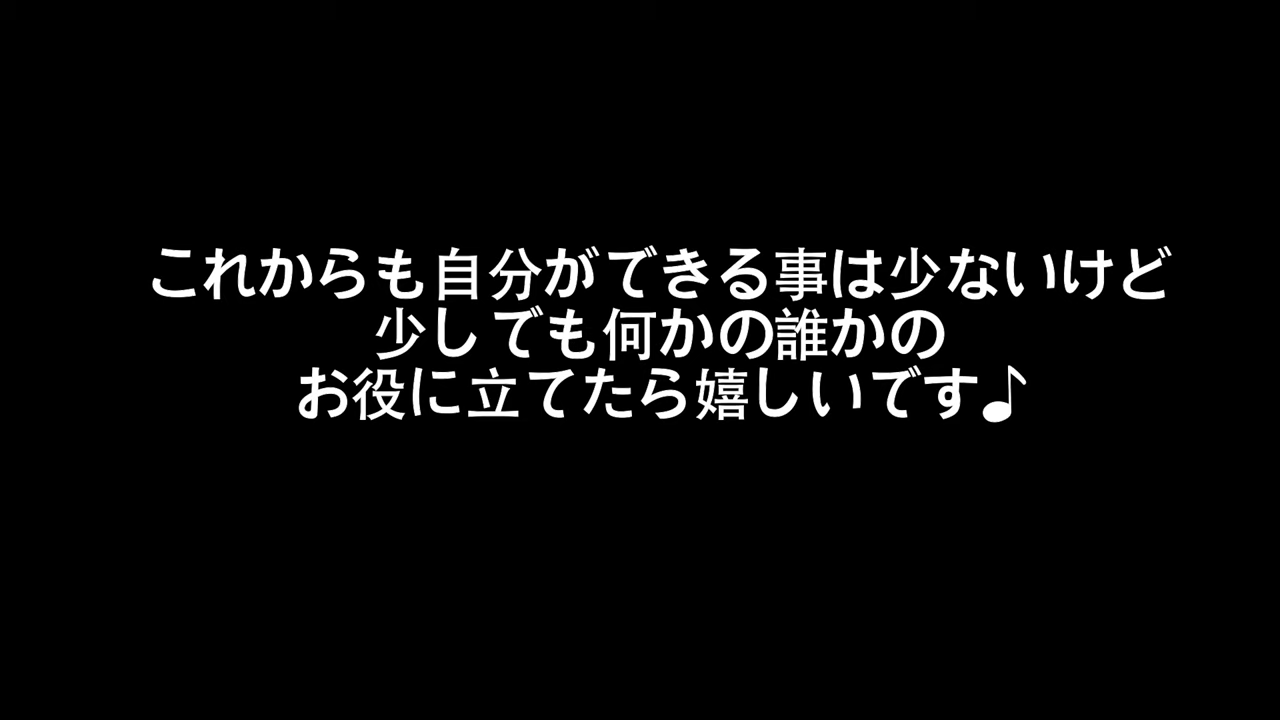 これからも自分ができる事は少ないけど
少しでも何かの誰かの
お役に立てたら嬉しいです♪